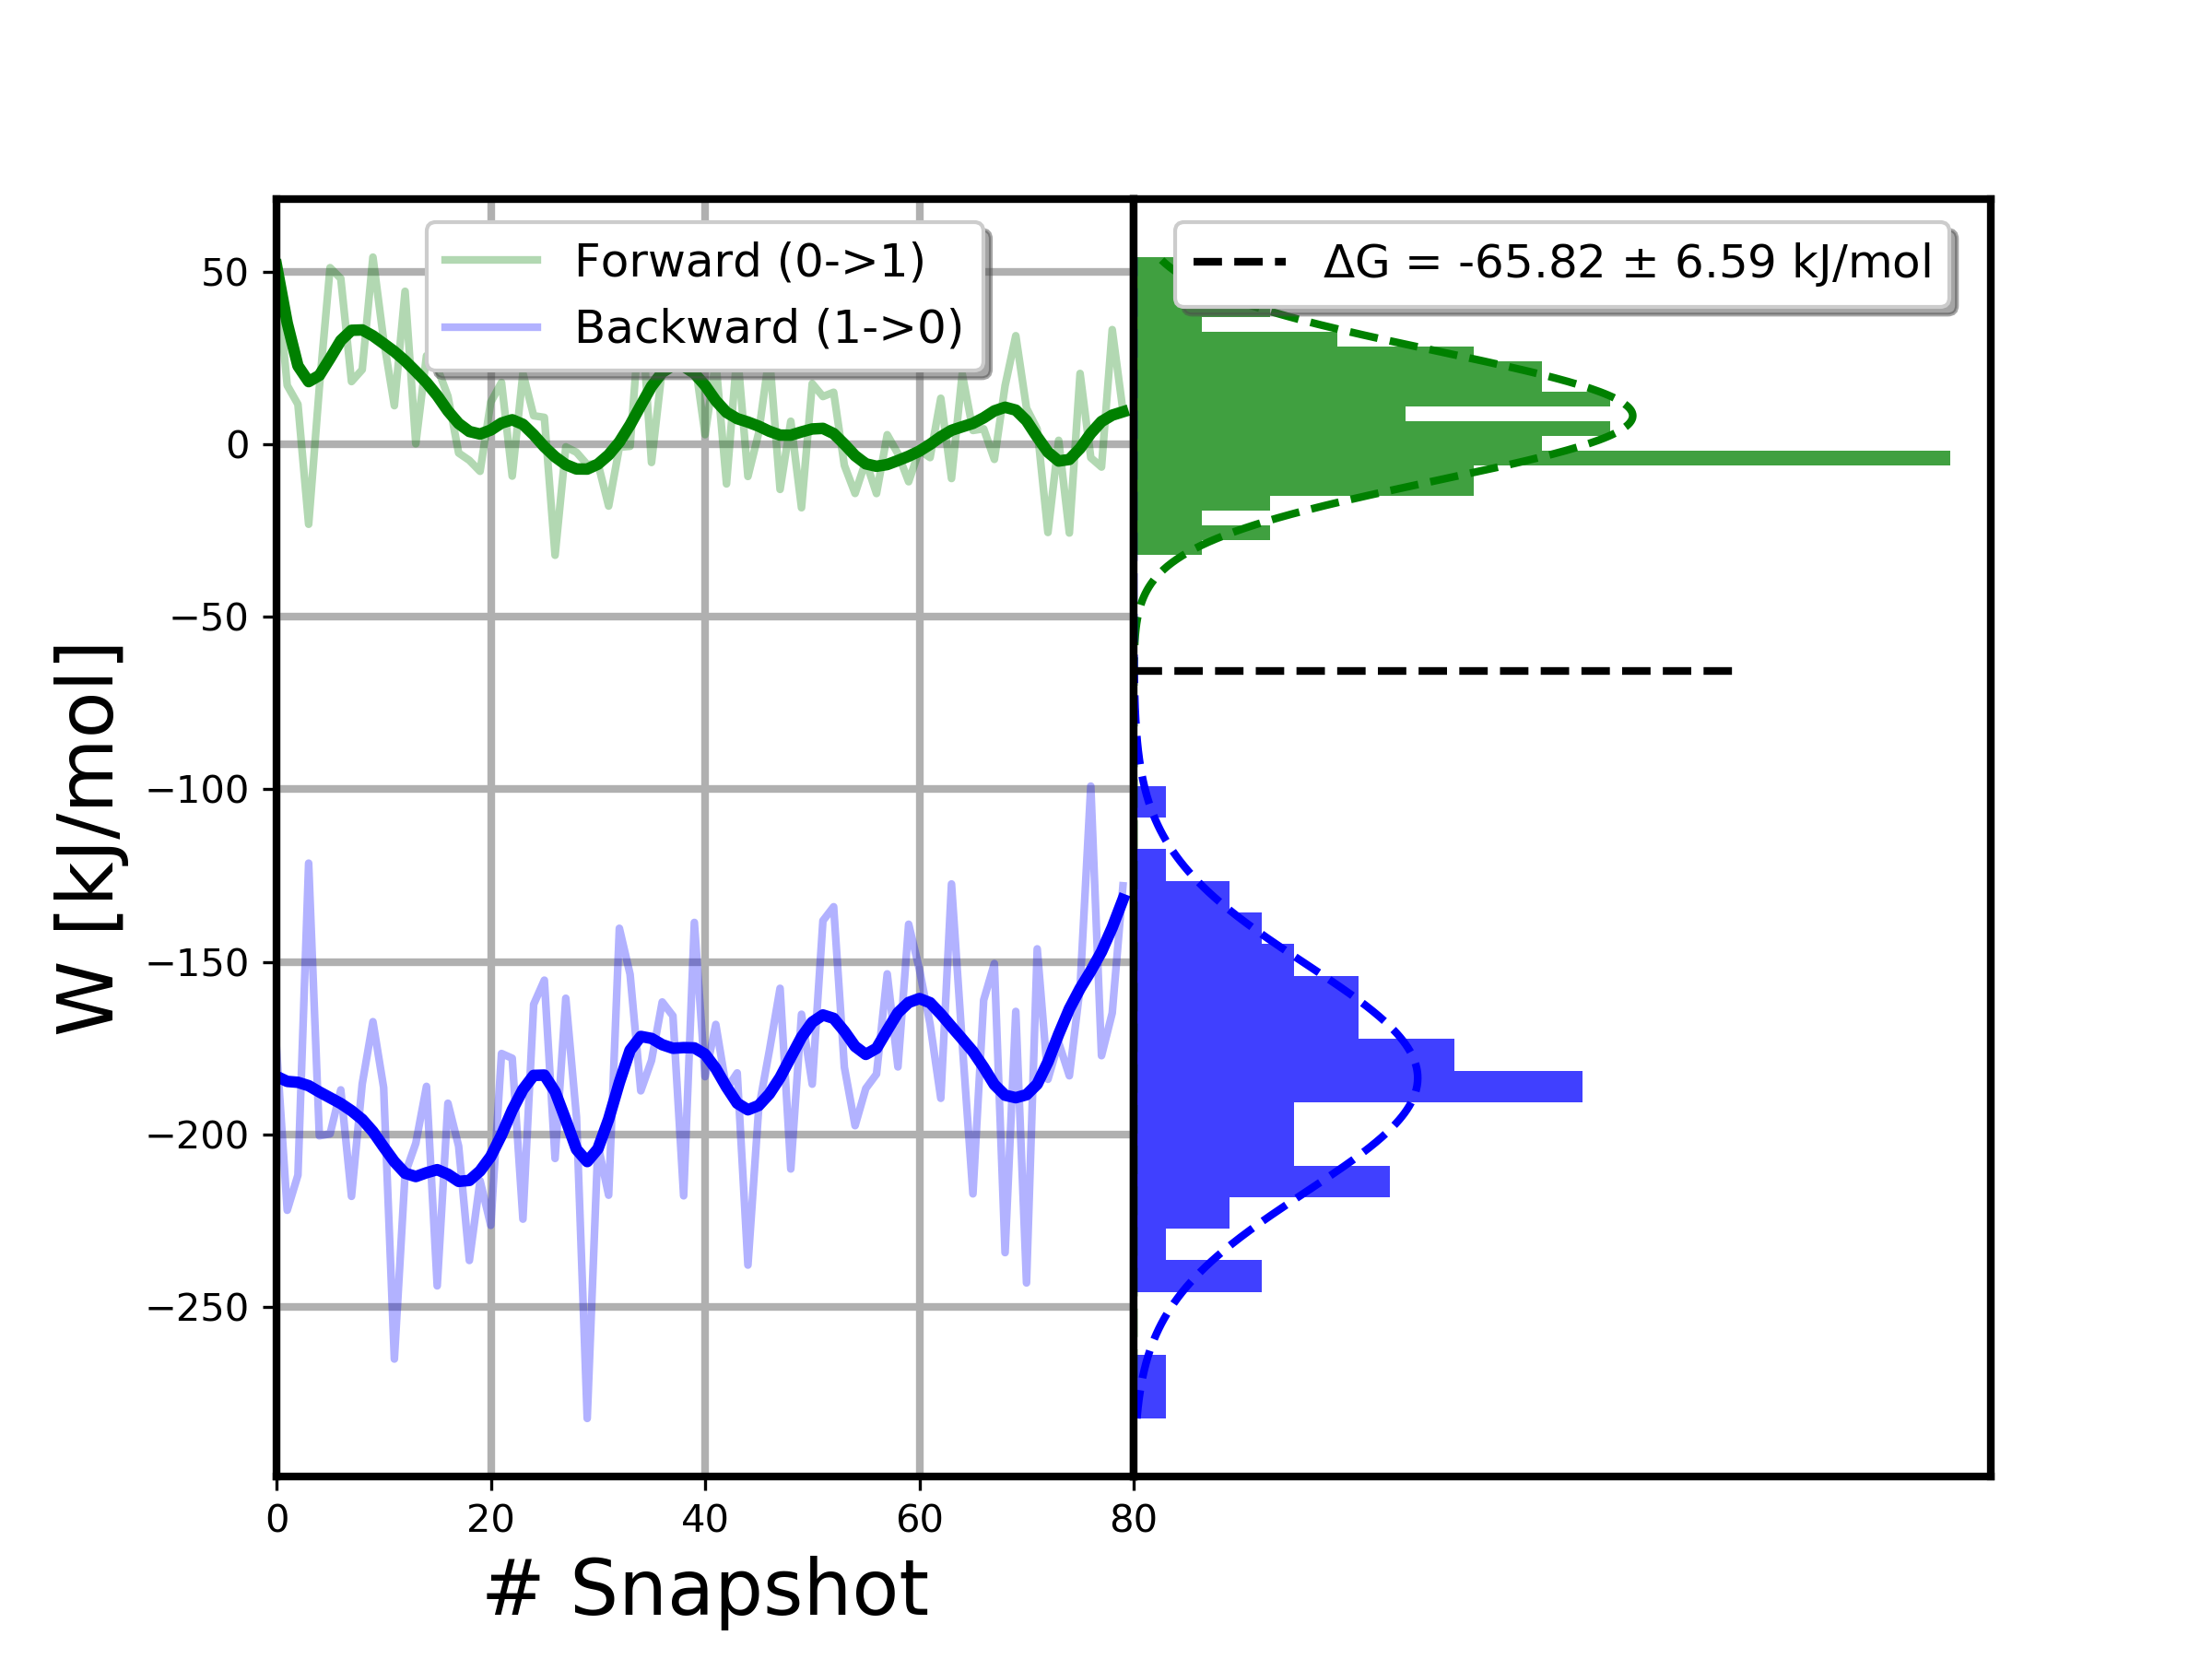 Forward (0->1)
Backward (1->0)
ΔG = -65.82 ± 6.59 kJ/mol
W [kJ/mol]
50
0
−50
−100
−150
−200
−250
0 20 40 60 80
# Snapshot